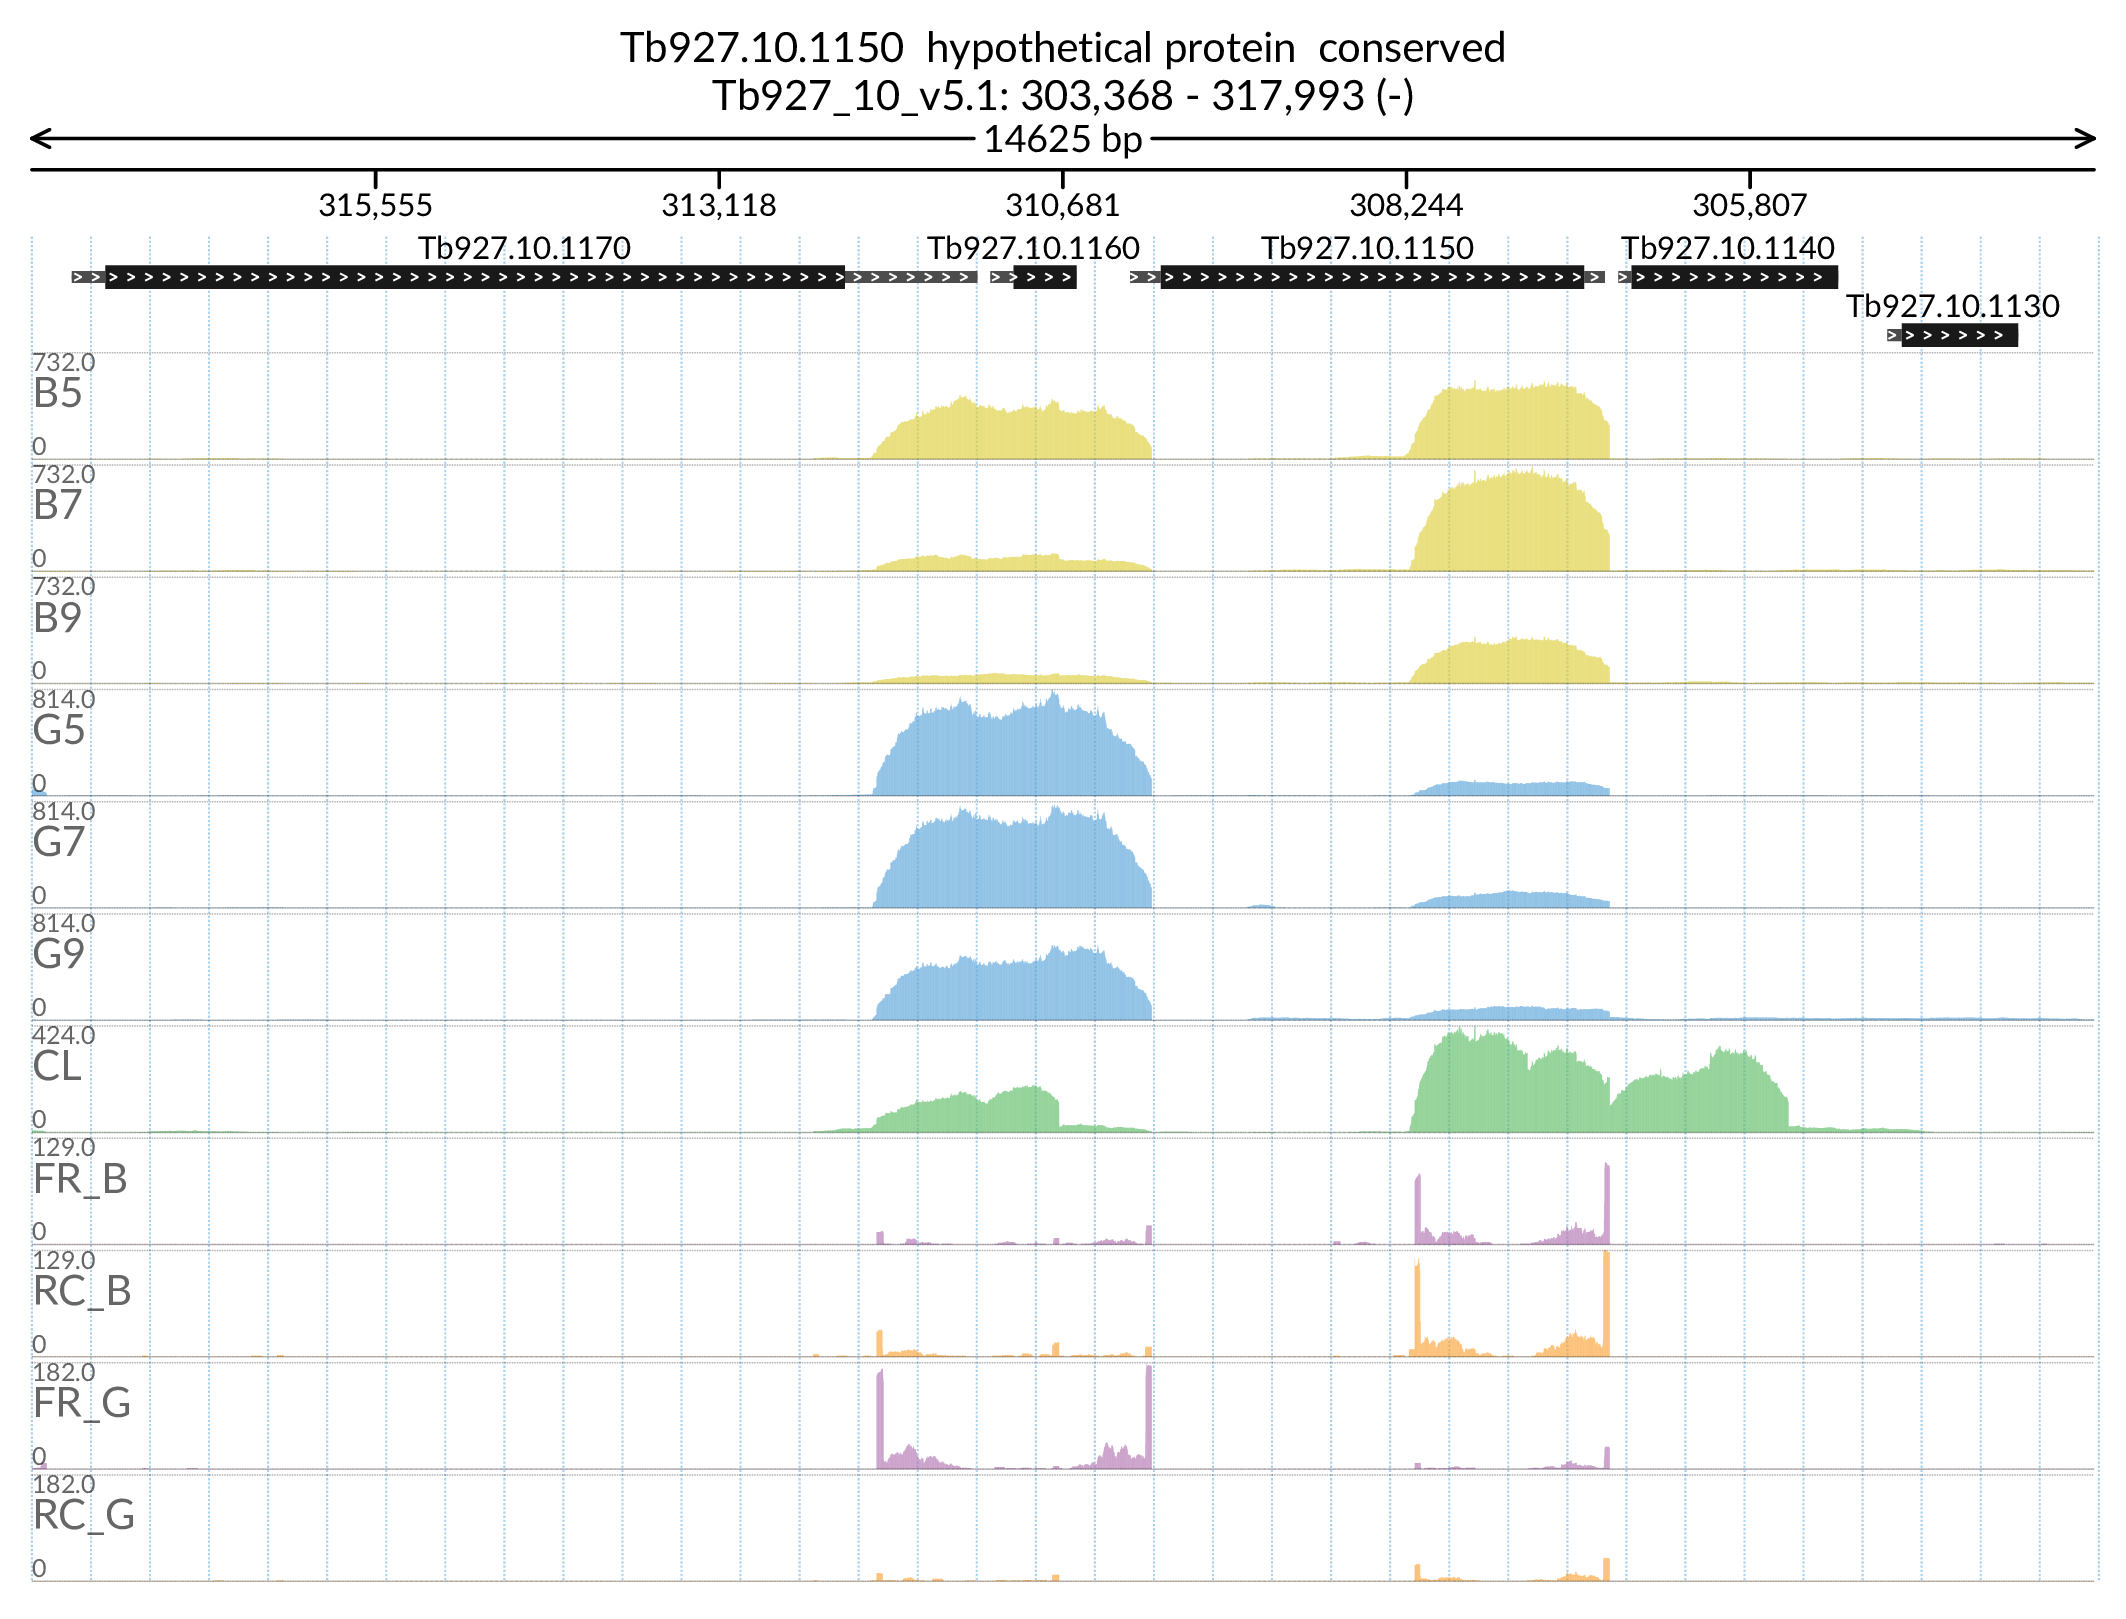 Tb927.10.1150  hypothetical protein  conserved
Tb927_10_v5.1: 303,368 - 317,993 (-)
14625 bp
315,555 313,118 310,681 308,244 305,807
Tb927.10.1170 Tb927.10.1160 Tb927.10.1150 Tb927.10.1140
Tb927.10.1130
732.0
B5
0
732.0
B7
0
732.0
B9
0
814.0
G5
0
814.0
G7
0
814.0
G9
0
424.0
CL
0
129.0
FR_B
0
129.0
RC_B
0
182.0
FR_G
0
182.0
RC_G
0